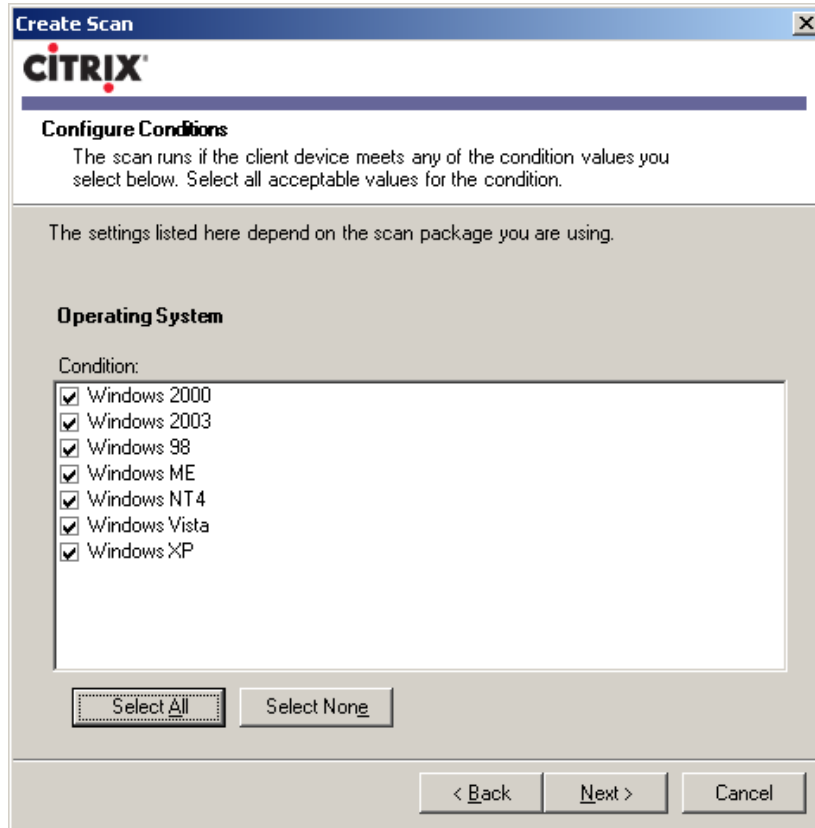 Create Scan
CİTRIX
Configure Conditions
The scan runs if the client device meets any of the condition values you
select below. Select all acceptable values for the condition.
The settings listed here depend on the scan package you are using.
Operating System
Condition:
Windows 2000
Windows 2003
Windows 98
Windows ME
Windows NT4
Windows Vista
Windows XP
Select All
Select None
< Back
Next >
Cancel